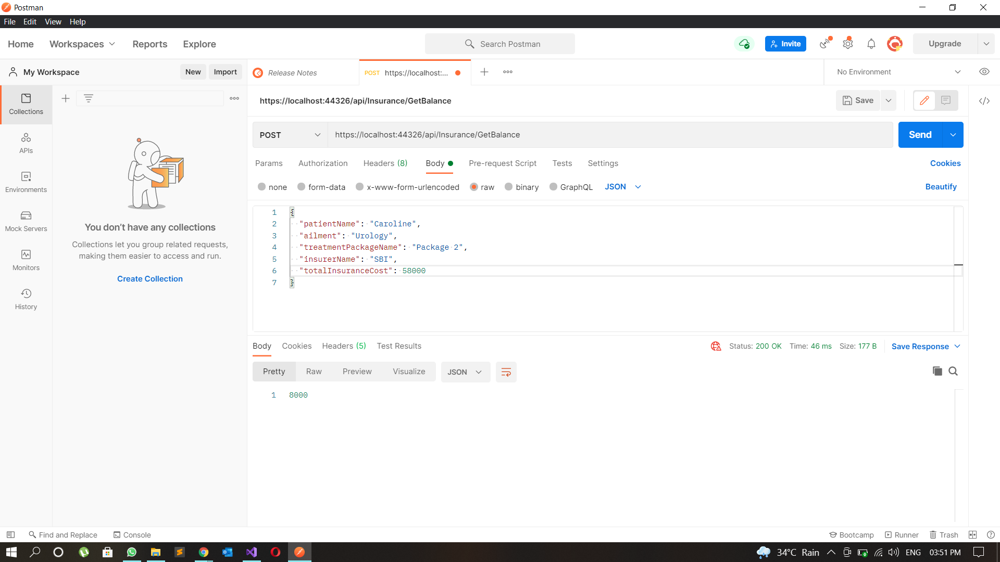 Postman
File Edit View Help
Home Workspaces Reports Explore Search Postman Invite Upgrade
My Workspace New Import Release Notes POST https://localhost:... No Environment
Collections
APIs
Environments
Mock Servers
Monitors
History
You don't have any collections
Collections let you group related requests,
making them easier to access and run.
Create Collection
https://localhost:44326/api/Insurance/GetBalance Save
POST https://localhost:44326/api/Insurance/GetBalance Send
Params Authorization Headers (8) Body Pre-request Script Tests Settings Cookies
none form-data x-www-form-urlencoded raw binary GraphQL JSON Beautify
1 {
2 "patientName": "Caroline",
3 "ailment": "Urology",
4 "treatmentPackageName": "Package 2",
5 "insurerName": "SBI",
6 "totalInsuranceCost": 58000
7 }
Body Cookies Headers (5) Test Results Status: 200 OK Time: 46 ms Size: 177 B Save Response
Pretty Raw Preview Visualize JSON
1 8000
Find and Replace Console Bootcamp Runner Trash
34°C Rain ENG 03:51 PM